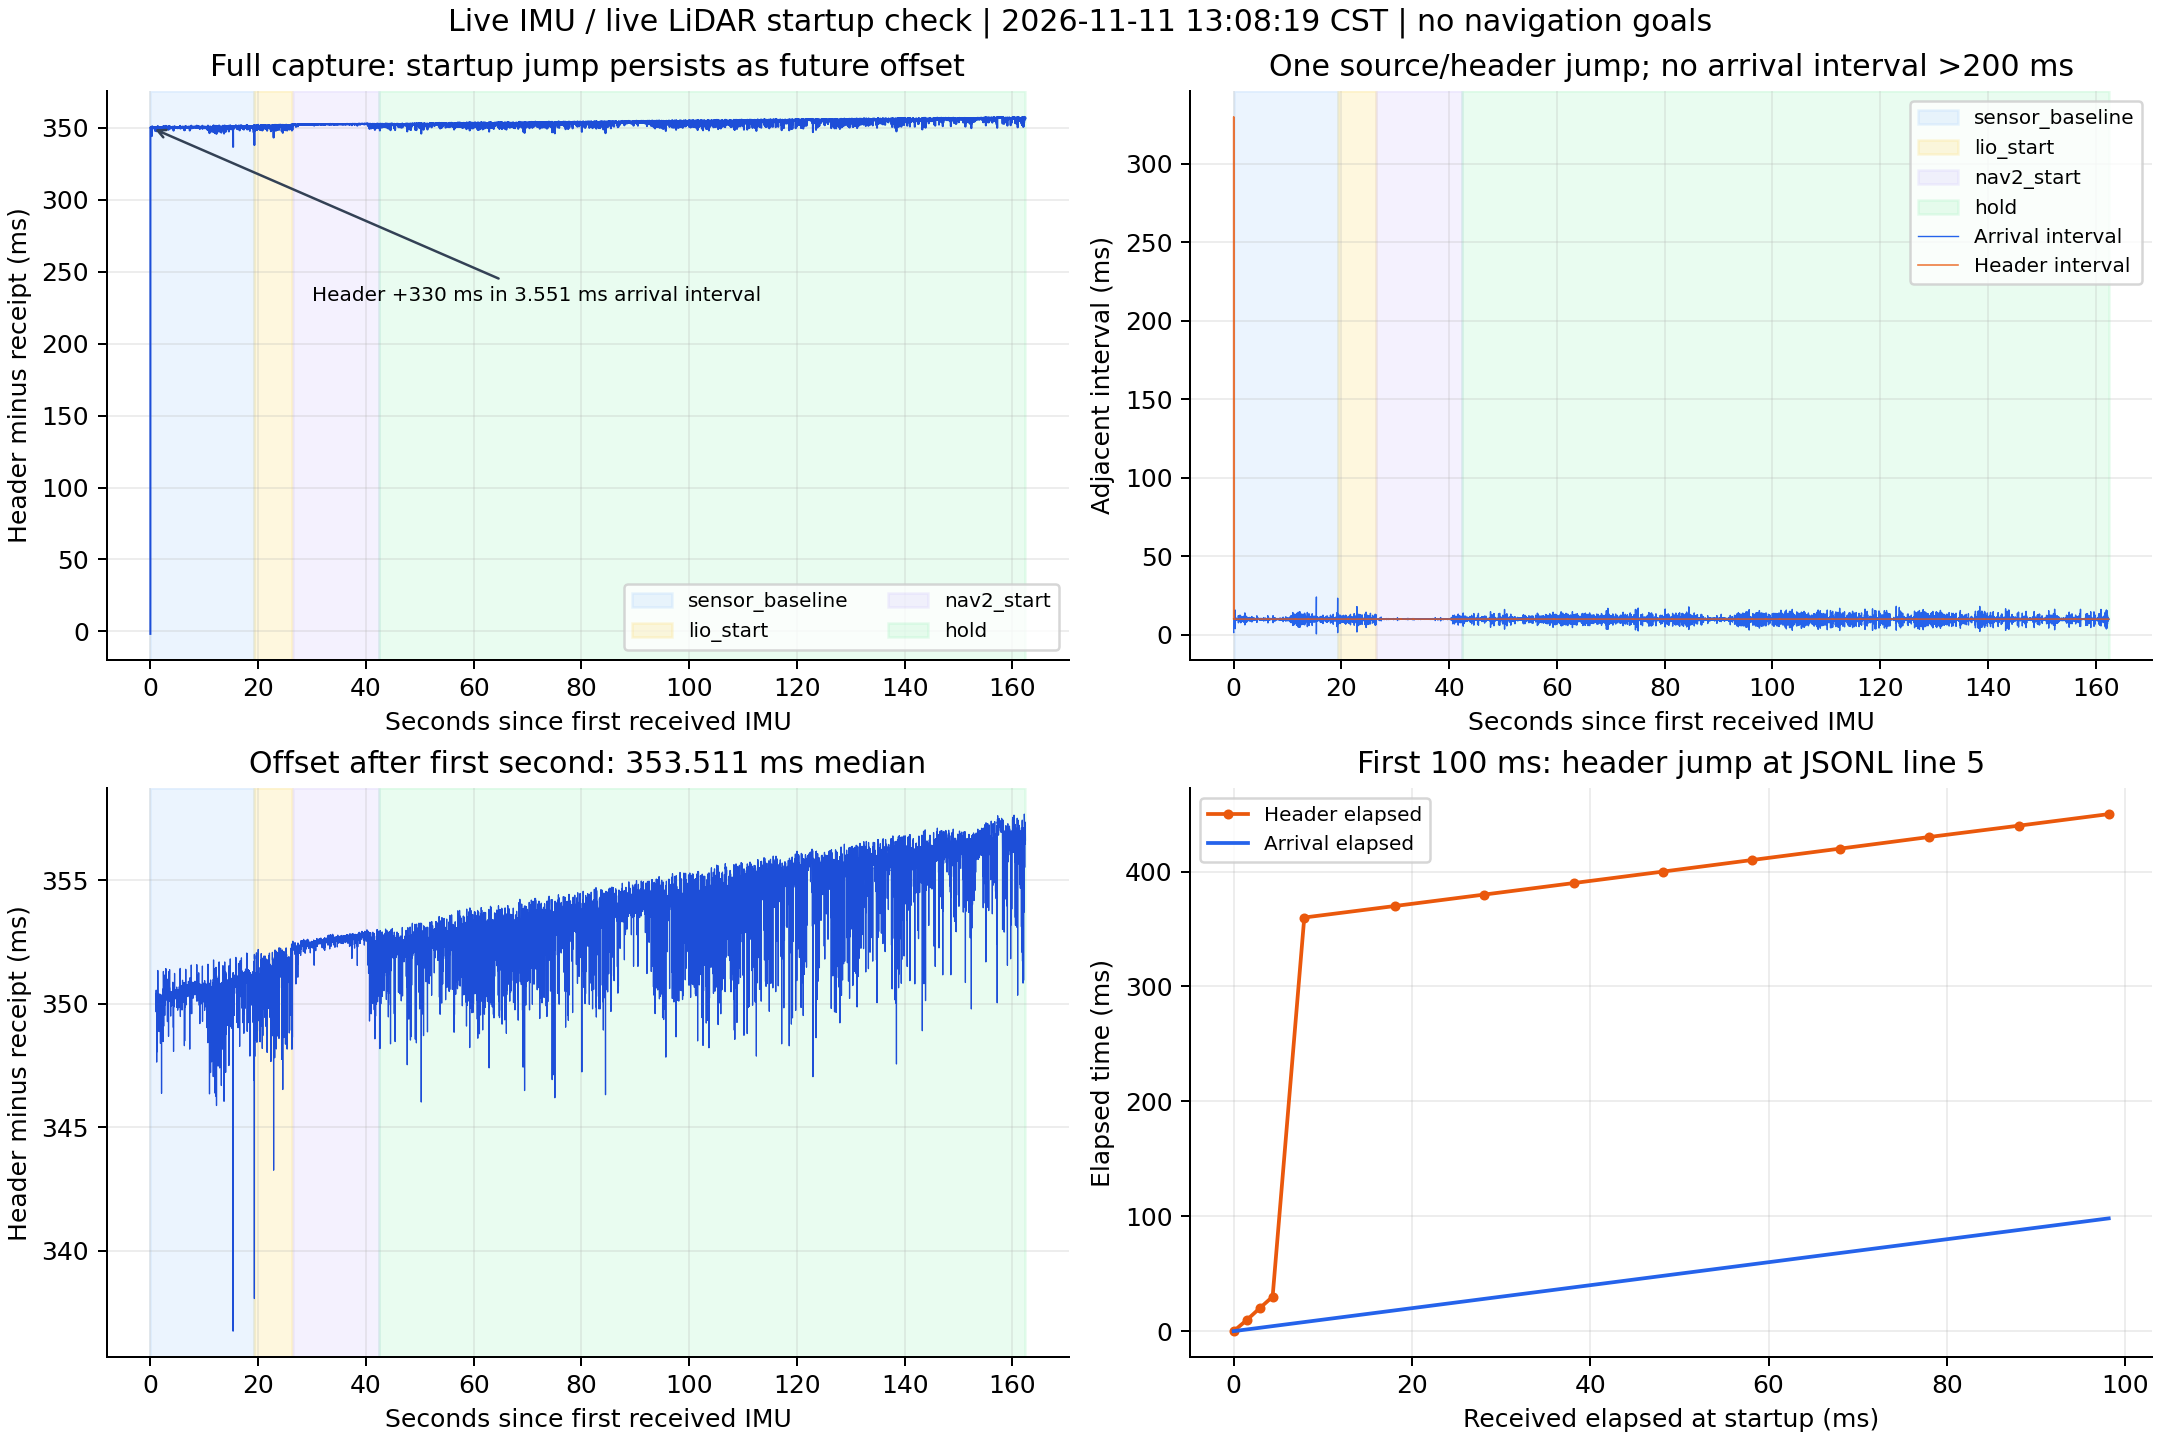 Live IMU / live LiDAR startup check | 2026-11-11 13:08:19 CST | no navigation goals
Full capture: startup jump persists as future offset
Header minus receipt (ms)
350
300
250
200
150
100
50
0
Header +330 ms in 3.551 ms arrival interval
sensor_baseline
lio_start
nav2_start
hold
0 20 40 60 80 100 120 140 160
Seconds since first received IMU
One source/header jump; no arrival interval >200 ms
Adjacent interval (ms)
300
250
200
150
100
50
0
sensor_baseline
lio_start
nav2_start
hold
Arrival interval
Header interval
0 20 40 60 80 100 120 140 160
Seconds since first received IMU
Offset after first second: 353.511 ms median
Header minus receipt (ms)
355
350
345
340
0 20 40 60 80 100 120 140 160
Seconds since first received IMU
First 100 ms: header jump at JSONL line 5
Header elapsed
Arrival elapsed
Elapsed time (ms)
400
300
200
100
0
0 20 40 60 80 100
Received elapsed at startup (ms)